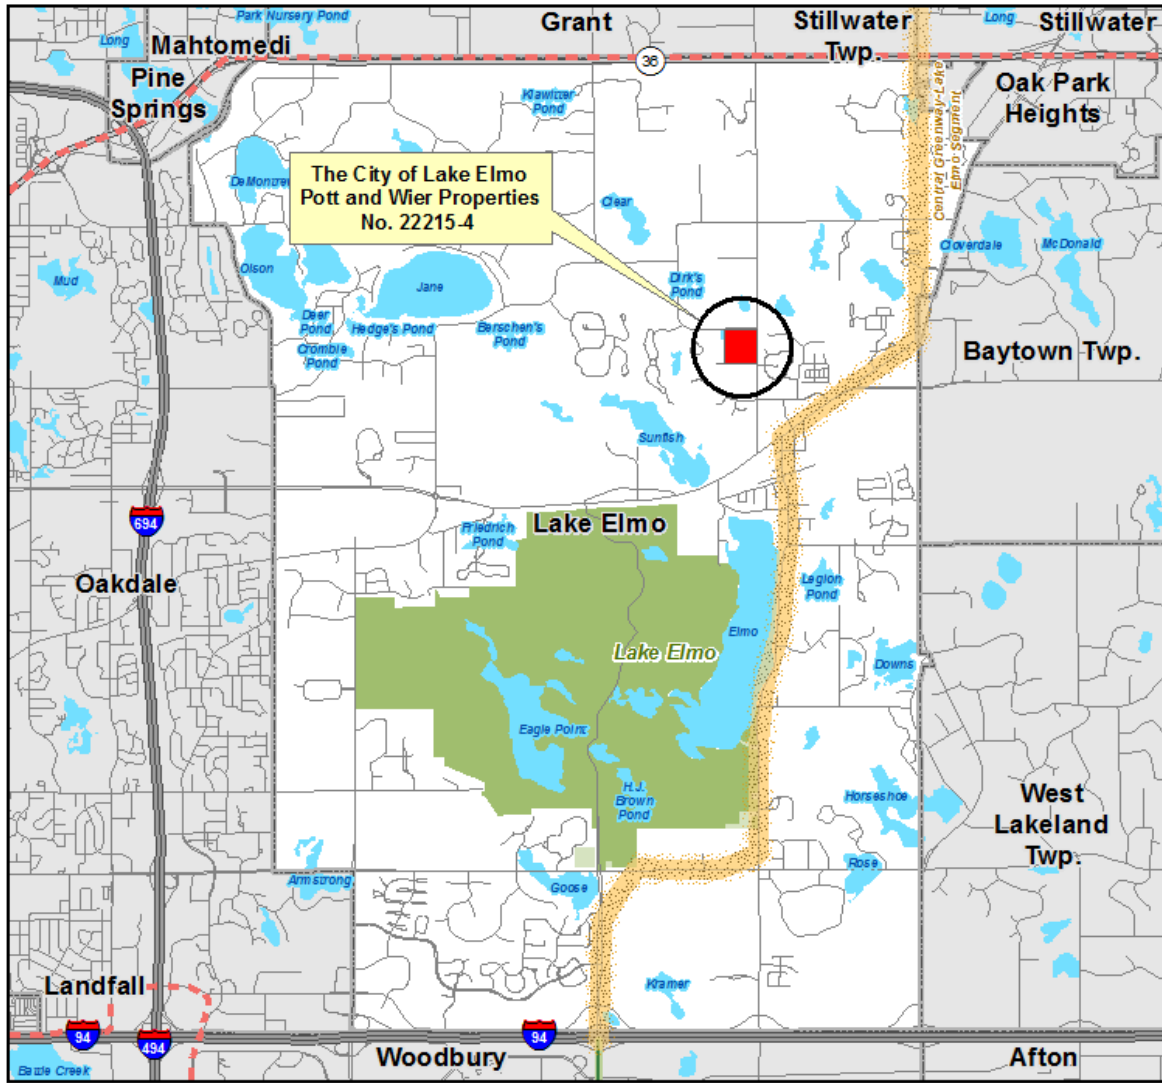 Park Nursery Pond
Grant
Stillwater
Twp.
Long
Stillwater
Long
Mahtomedi
36
Pine
Springs
Klawitter
Pond
Oak Park
Heights
Central Greenway-Lake
Elmo Segment
The City of Lake Elmo
Pott and Wier Properties
No. 22215-4
DeMontrev
Clear
Cloverdale
McDonald
Mud
Olson
Jane
Dirk's
Pond
Deer
Pond
Hedge's Pond
Berschen's
Pond
Cromble
Pond
Baytown Twp.
Sunfish
694
Friedrich
Pond
Lake Elmo
Oakdale
Legion
Pond
Elmo
Lake Elmo
Downs
Eagle Point
H.J.
Brown
Pond
Horseshoe
West
Lakeland
Twp.
Armstrong
Goose
Rose
Landfall
Kramer
94
494
94
Woodbury
Afton
Battle Creek